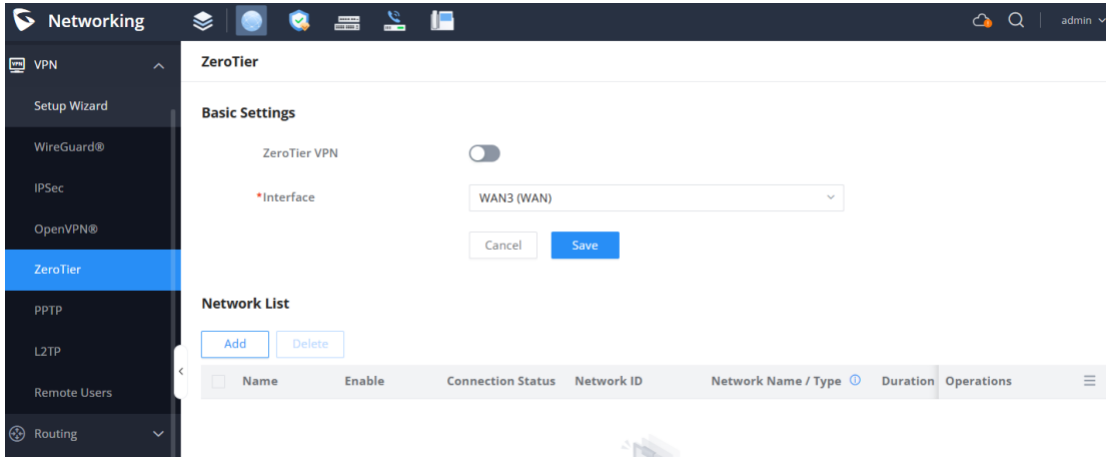 Networking
admin
VPN
VPN
Setup Wizard
WireGuard®
IPSec
OpenVPN®
ZeroTier
PPTP
L2TP
Remote Users
Routing
ZeroTier
Basic Settings
ZeroTier VPN
*Interface
WAN3 (WAN)
Cancel Save
Network List
Add Delete
Name Enable Connection Status Network ID Network Name / Type Duration Operations